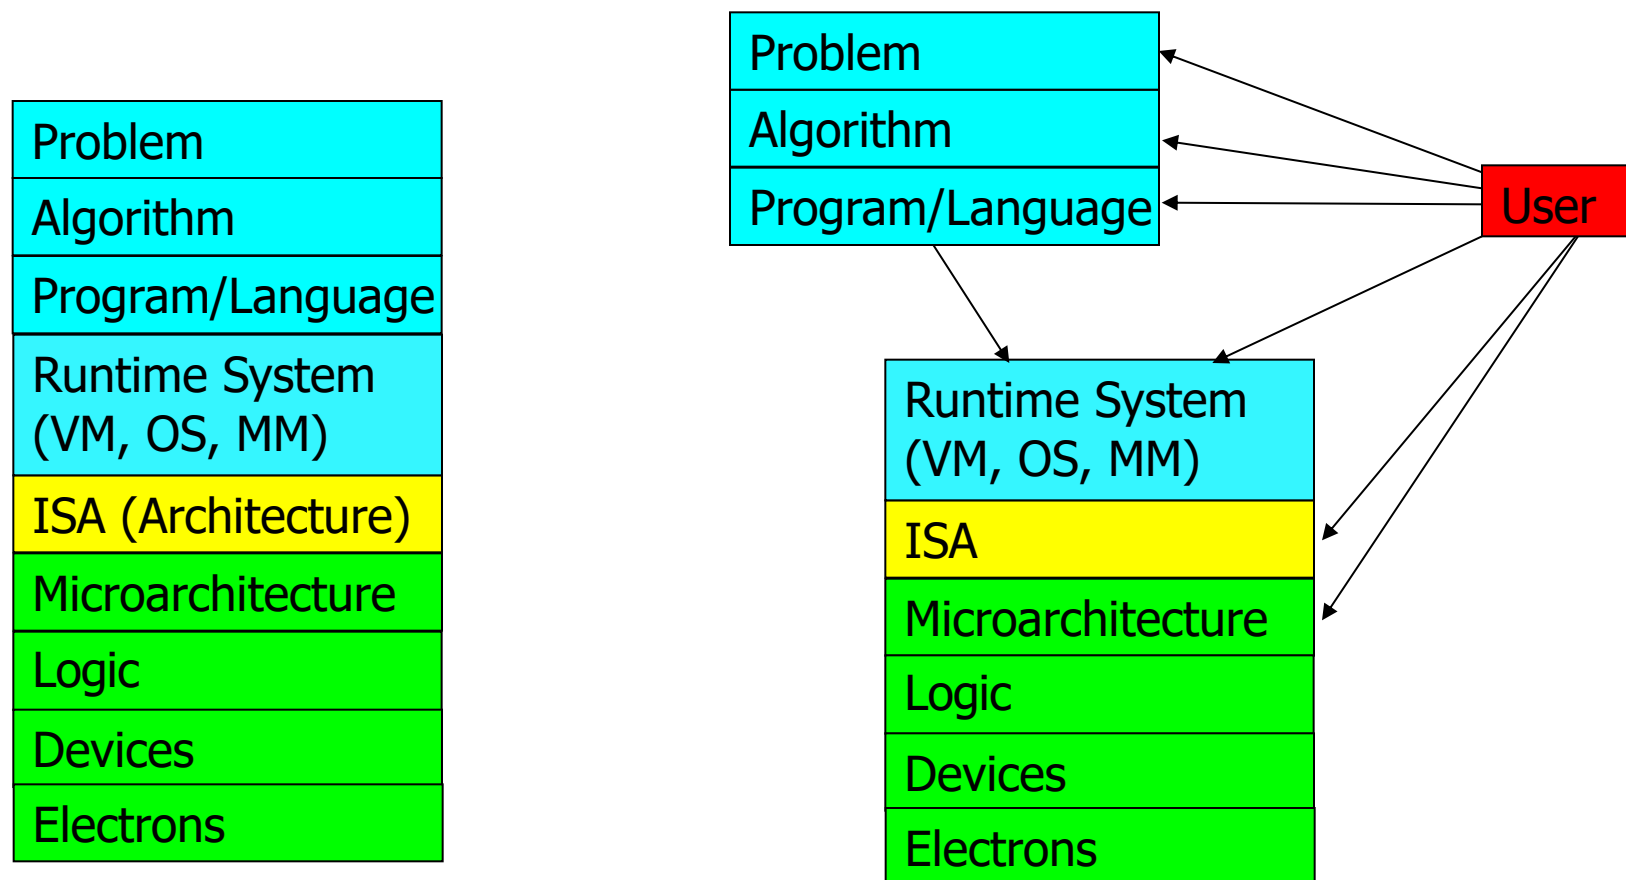 Problem
Algorithm
Program/Language
Runtime System
(VM, OS, MM)
ISA (Architecture)
Microarchitecture
Logic
Devices
Electrons
Problem
Algorithm
Program/Language
User
Runtime System
(VM, OS, MM)
ISA
Microarchitecture
Logic
Devices
Electrons